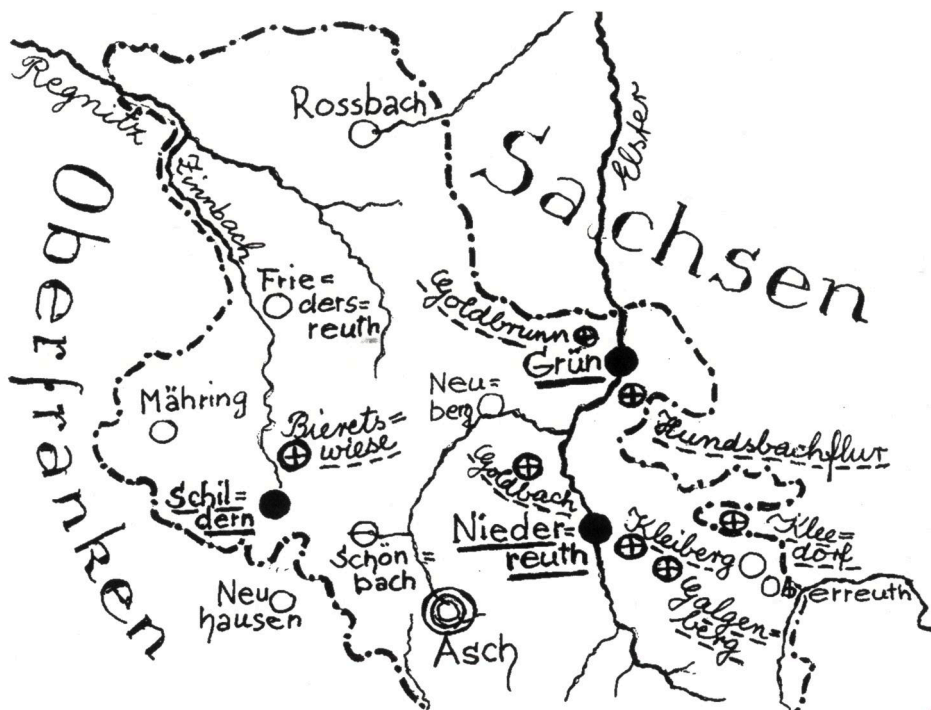 Regnitz
Rossbach
Elster
Sachsen
Zinnbach
Oberfranken
Frie=
ders=
reuth
Goldbrunn
Grün
Neu=
berg
Mähring
Bierets=
wiese
Hundsbachflur
Goldbach
Schil=
dern
Nieder=
reuth
Kleiberg
Klee=
dorf
Schön=
bach
Oberreuth
Neu
hausen
Galgen=
berg
Asch